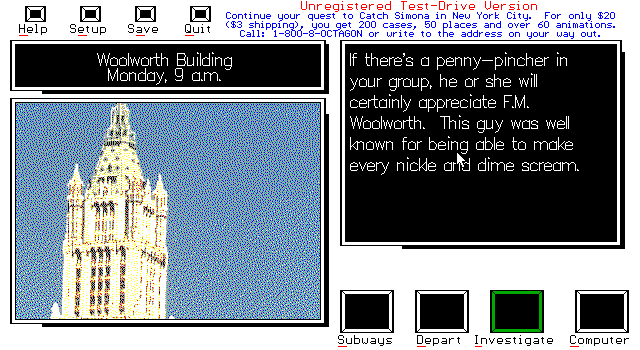 Unregistered Test-Drive Version
Continue your quest to Catch Simona in New York City.  For only $20
($3 shipping), you get 200 cases, 50 places and over 60 animations.
Call: 1-800-8-OCTAGON or write to the address on your way out.
Help Setup Save Quit
Woolworth Building
Monday, 9 a.m.
If there's a penny-pincher in
your group, he or she will
certainly appreciate F.M.
Woolworth.  This guy was well
known for being able to make
every nickle and dime scream.
Subways Depart Investigate Computer